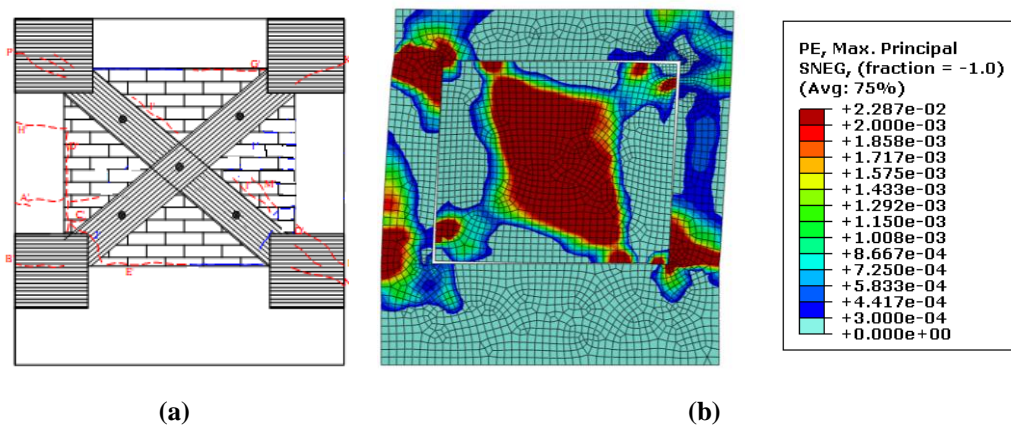 P
G'
H
A'
C
M
B
E
PE, Max. Principal
SNEG, (fraction = -1.0)
(Avg: 75%)
+2.287e-02
+2.000e-03
+1.858e-03
+1.717e-03
+1.575e-03
+1.433e-03
+1.292e-03
+1.150e-03
+1.008e-03
+8.667e-04
+7.250e-04
+5.833e-04
+4.417e-04
+3.000e-04
+0.000e+00
(a)
(b)